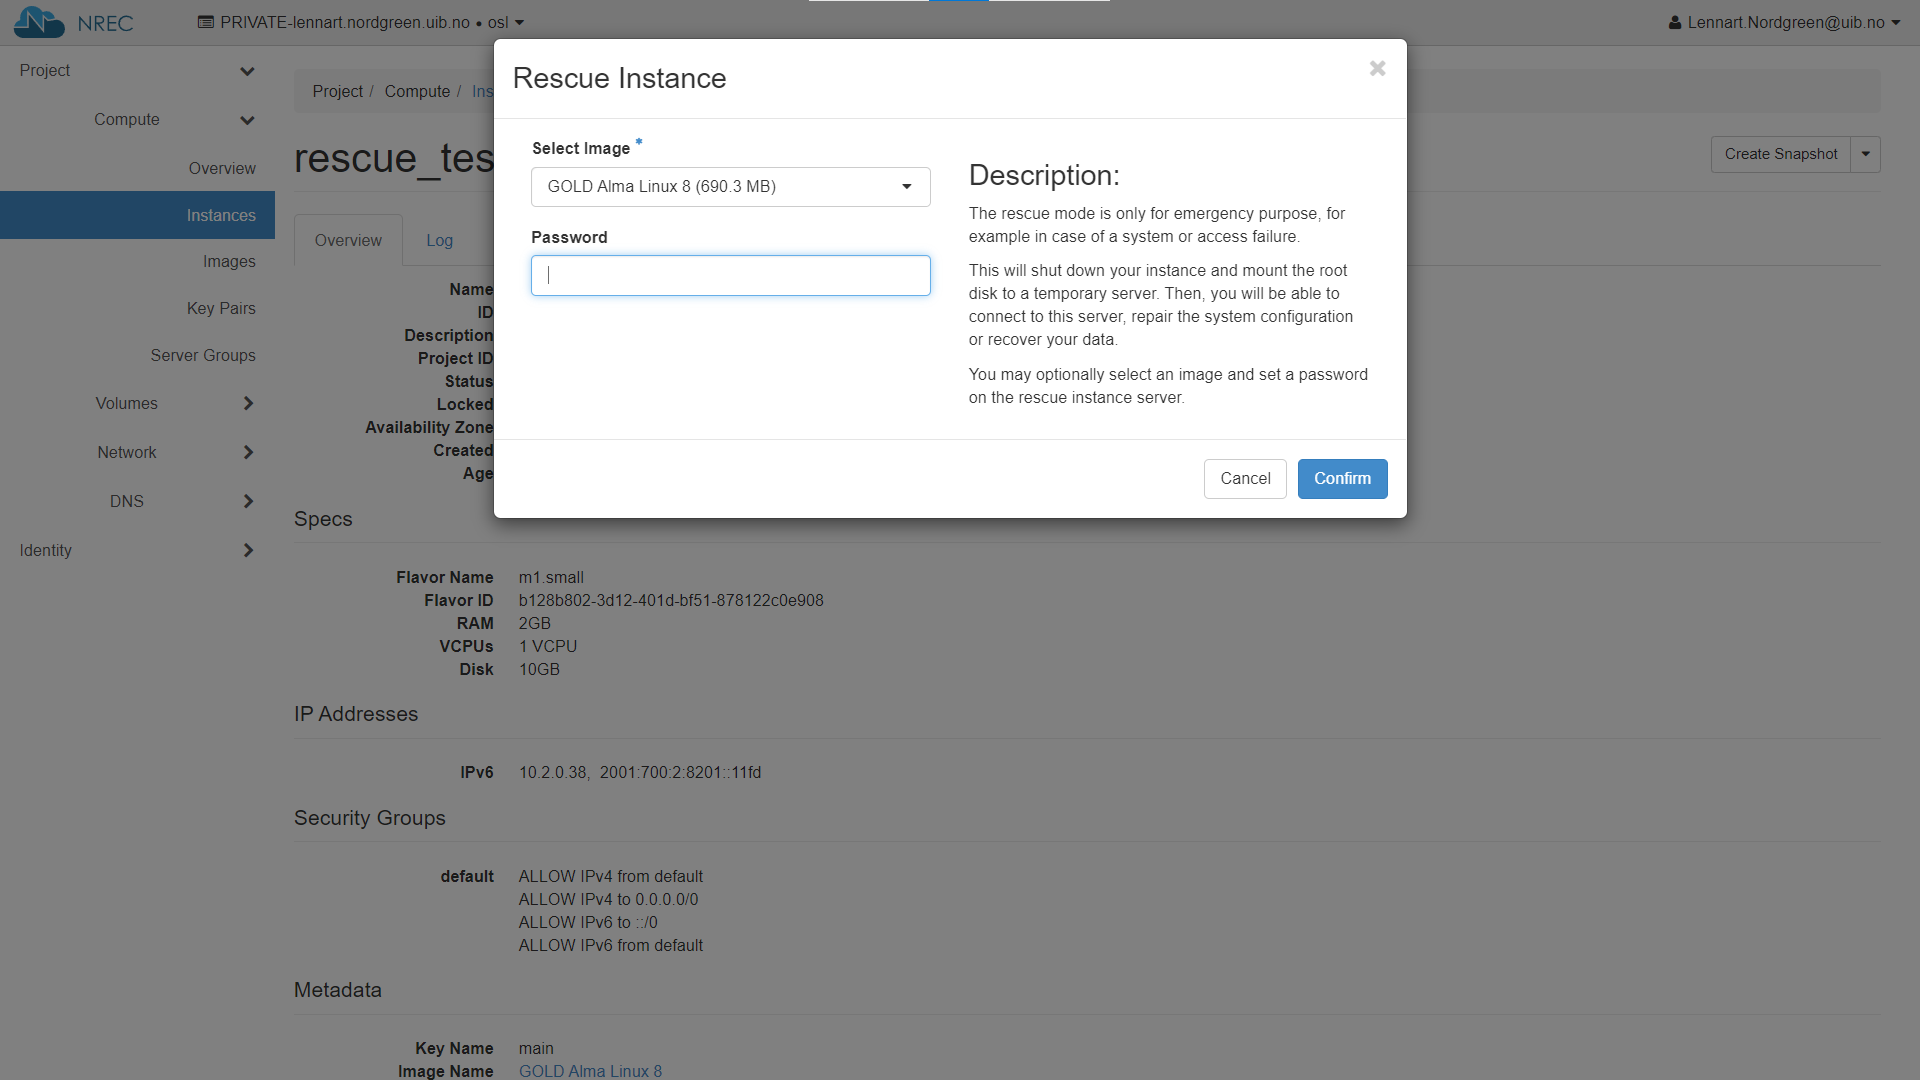 NREC
PRIVATE-lennart.nordgreen.uib.no • osl
Lennart.Nordgreen@uib.no
Project
Compute
Overview
Instances
Images
Key Pairs
Server Groups
Volumes
Network
DNS
Identity
Project / Compute / Ins
rescue_tes
Create Snapshot
Overview
Log
Name
ID
Description
Project ID
Status
Locked
Availability Zone
Created
Age
Rescue Instance
×
Select Image *
GOLD Alma Linux 8 (690.3 MB)
Password
Description:
The rescue mode is only for emergency purpose, for
example in case of a system or access failure.
This will shut down your instance and mount the root
disk to a temporary server. Then, you will be able to
connect to this server, repair the system configuration
or recover your data.
You may optionally select an image and set a password
on the rescue instance server.
Cancel
Confirm
Specs
Flavor Name m1.small
Flavor ID b128b802-3d12-401d-bf51-878122c0e908
RAM 2GB
VCPUs 1 VCPU
Disk 10GB
IP Addresses
IPv6 10.2.0.38, 2001:700:2:8201::11fd
Security Groups
default ALLOW IPv4 from default
ALLOW IPv4 to 0.0.0.0/0
ALLOW IPv6 to ::/0
ALLOW IPv6 from default
Metadata
Key Name main
Image Name GOLD Alma Linux 8